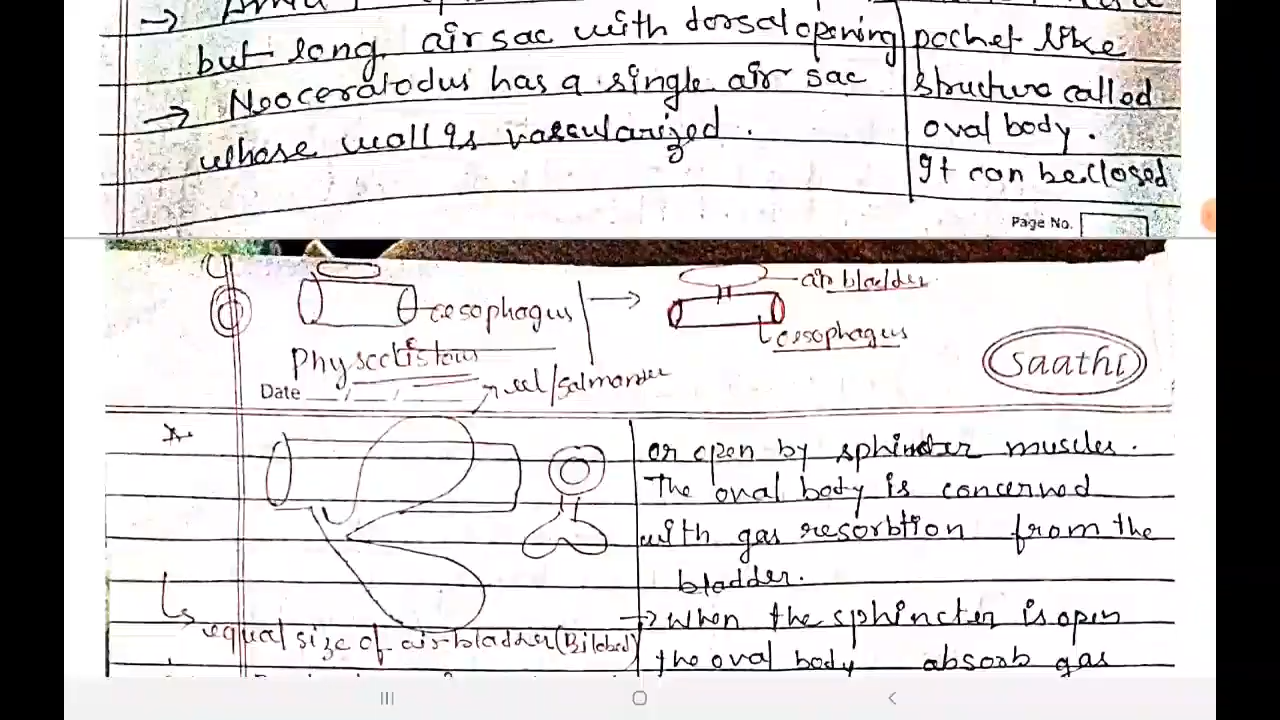 but long air sac with dorsal opening
→ Neoceratodus has a single air sac
whose wall is vascularized.
pocket like
structure called
oval body.
It can be closed
Page No.
oesophagus
Physoclistous
→
air bladder
oesophagus
Saathi
Date
eel/salmander
equal size of air-bladder (Bilobed)
or open by sphincter muscles.
The oval body is concerned
with gas resorbtion from the
bladder.
→ When the sphincter is open
the oval body absorb gas